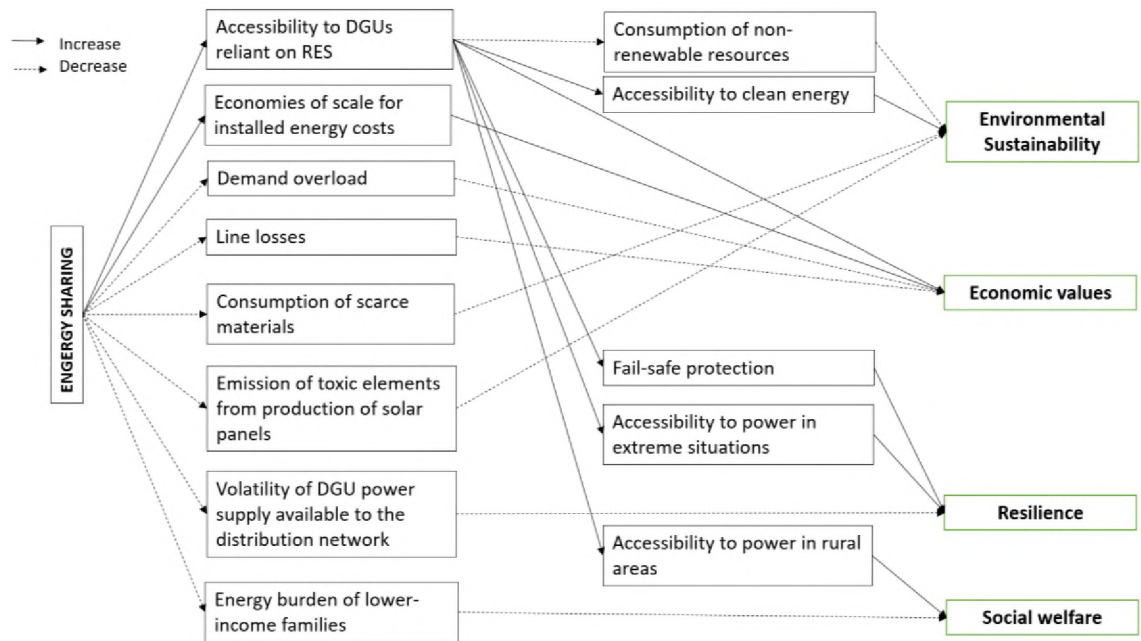 Increase
Decrease
ENGERGY SHARING
Accessibility to DGUs
reliant on RES
Economies of scale for
installed energy costs
Demand overload
Line losses
Consumption of scarce
materials
Emission of toxic elements
from production of solar
panels
Volatility of DGU power
supply available to the
distribution network
Energy burden of lower-
income families
Consumption of non-
renewable resources
Accessibility to clean energy
Fail-safe protection
Accessibility to power in
extreme situations
Accessibility to power in rural
areas
Environmental
Sustainability
Economic values
Resilience
Social welfare